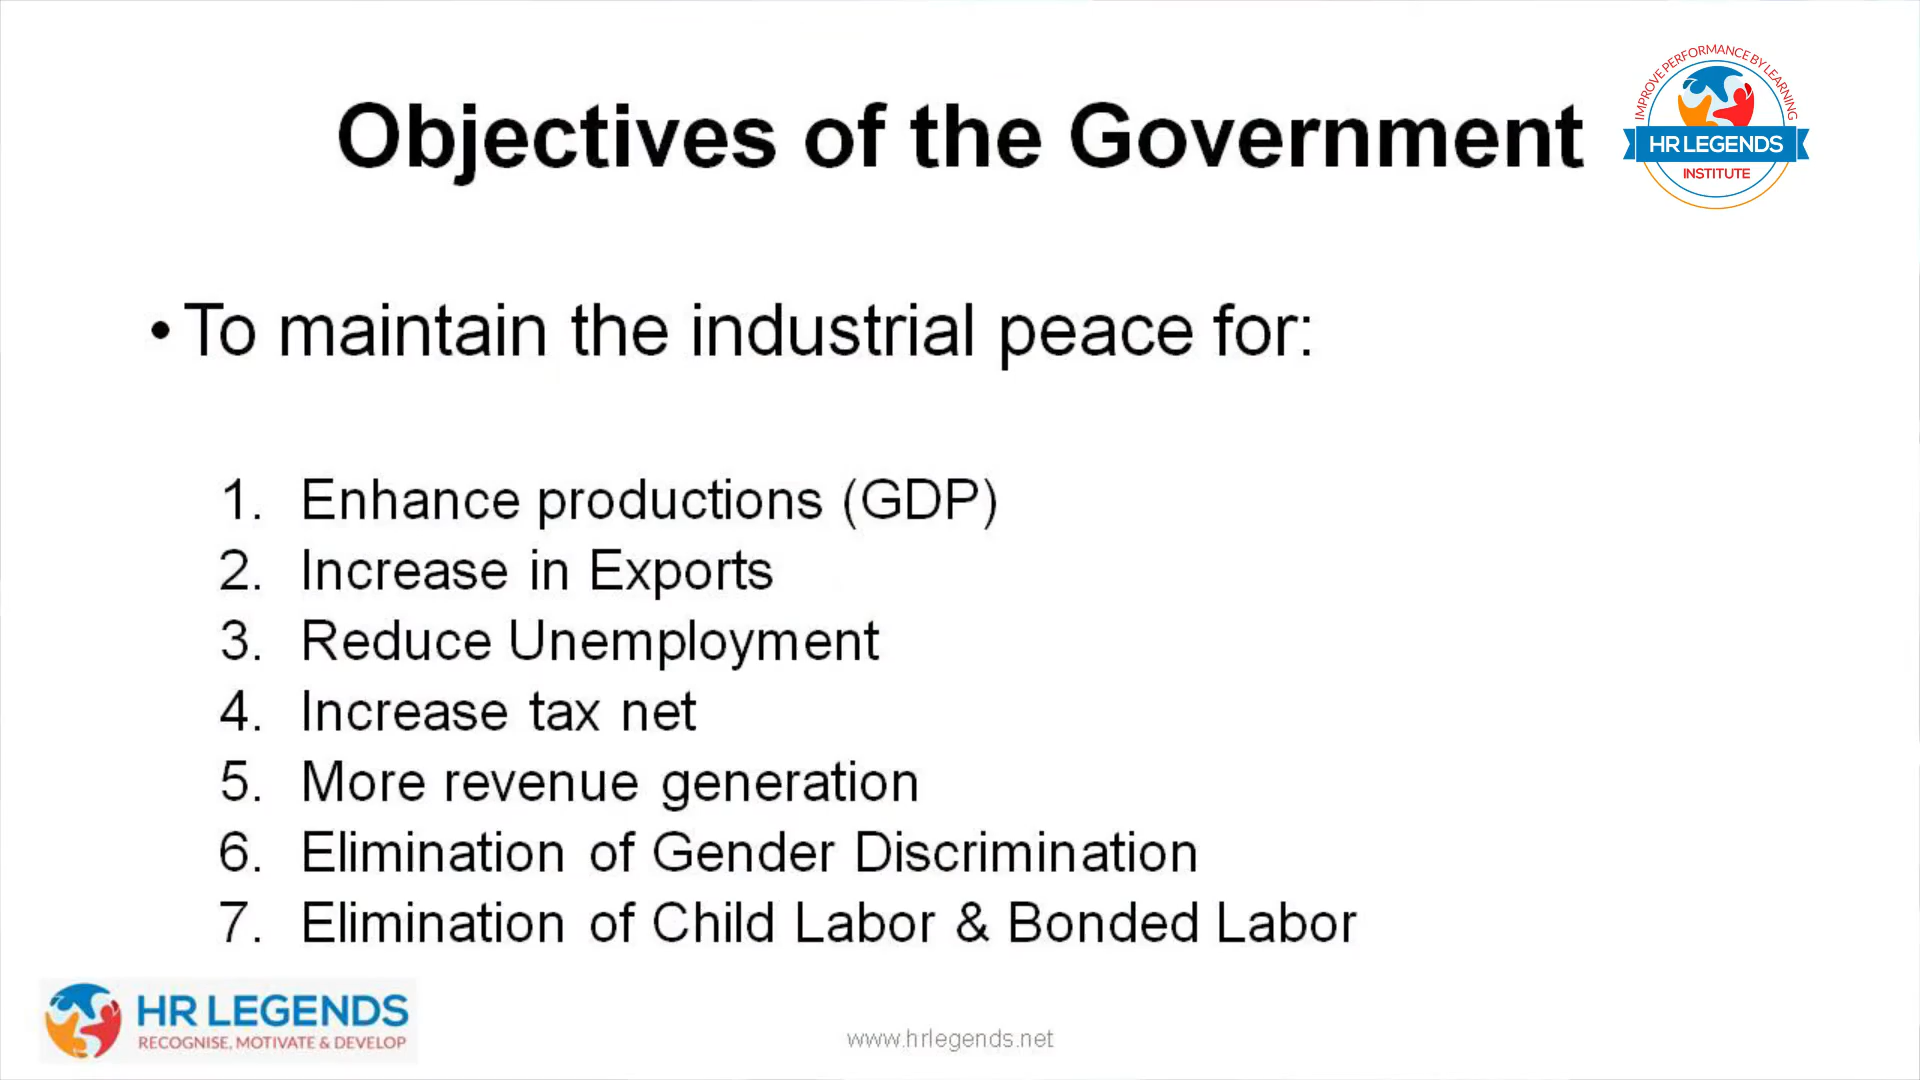 Objectives of the Government
IMPROVE PERFORMANCE BY LEARNING
HR LEGENDS
INSTITUTE
• To maintain the industrial peace for:
1. Enhance productions (GDP)
2. Increase in Exports
3. Reduce Unemployment
4. Increase tax net
5. More revenue generation
6. Elimination of Gender Discrimination
7. Elimination of Child Labor & Bonded Labor
HR LEGENDS
RECOGNISE, MOTIVATE & DEVELOP
www.hrlegends.net